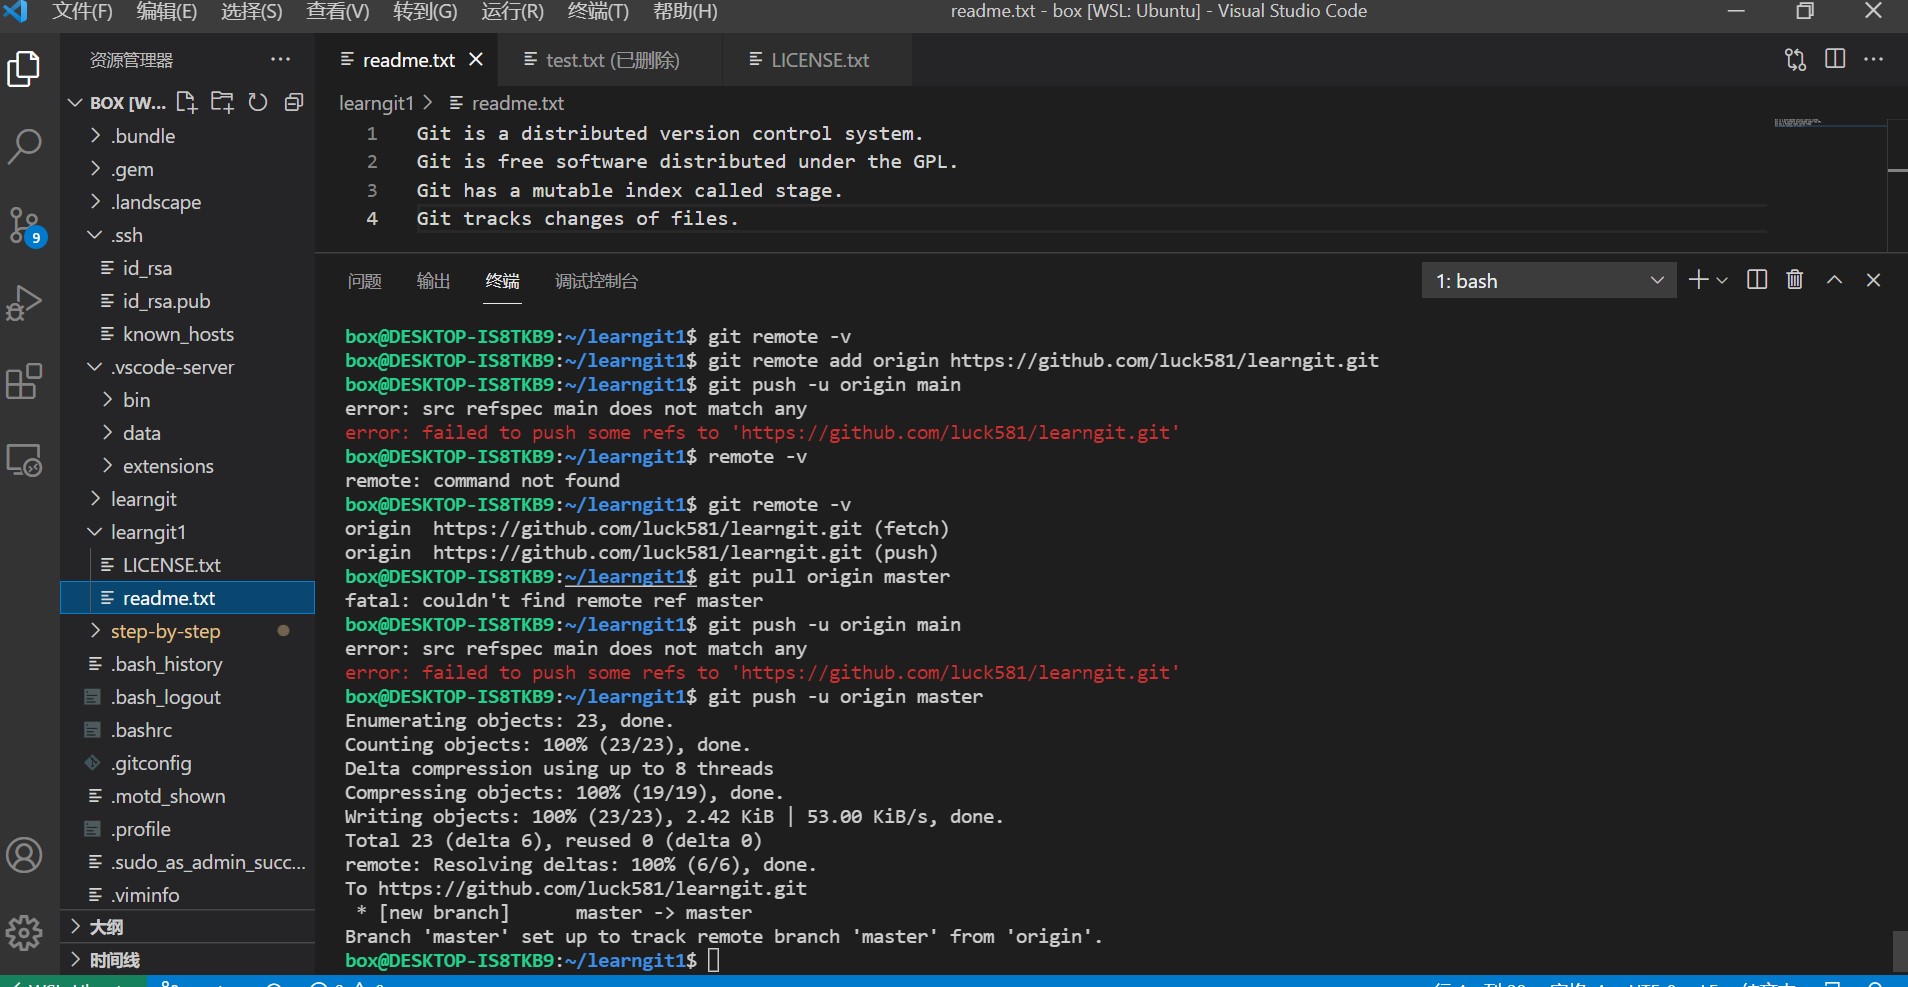 文件(F) 编辑(E) 选择(S) 查看(V) 转到(G) 运行(R) 终端(T) 帮助(H) readme.txt - box [WSL: Ubuntu] - Visual Studio Code
资源管理器 ···
BOX [W...
.bundle
.gem
.landscape
.ssh
id_rsa
id_rsa.pub
known_hosts
.vscode-server
bin
data
extensions
learngit
learngit1
LICENSE.txt
readme.txt
step-by-step
.bash_history
.bash_logout
.bashrc
.gitconfig
.motd_shown
.profile
.sudo_as_admin_succ...
.viminfo
大纲
时间线
9
readme.txt test.txt (已删除) LICENSE.txt
learngit1 > readme.txt
1 Git is a distributed version control system.
2 Git is free software distributed under the GPL.
3 Git has a mutable index called stage.
4 Git tracks changes of files.
问题 输出 终端 调试控制台 1: bash
box@DESKTOP-IS8TKB9:~/learngit1$ git remote -v
box@DESKTOP-IS8TKB9:~/learngit1$ git remote add origin https://github.com/luck581/learngit.git
box@DESKTOP-IS8TKB9:~/learngit1$ git push -u origin main
error: src refspec main does not match any
error: failed to push some refs to 'https://github.com/luck581/learngit.git'
box@DESKTOP-IS8TKB9:~/learngit1$ remote -v
remote: command not found
box@DESKTOP-IS8TKB9:~/learngit1$ git remote -v
origin  https://github.com/luck581/learngit.git (fetch)
origin  https://github.com/luck581/learngit.git (push)
box@DESKTOP-IS8TKB9:~/learngit1$ git pull origin master
fatal: couldn't find remote ref master
box@DESKTOP-IS8TKB9:~/learngit1$ git push -u origin main
error: src refspec main does not match any
error: failed to push some refs to 'https://github.com/luck581/learngit.git'
box@DESKTOP-IS8TKB9:~/learngit1$ git push -u origin master
Enumerating objects: 23, done.
Counting objects: 100% (23/23), done.
Delta compression using up to 8 threads
Compressing objects: 100% (19/19), done.
Writing objects: 100% (23/23), 2.42 KiB | 53.00 KiB/s, done.
Total 23 (delta 6), reused 0 (delta 0)
remote: Resolving deltas: 100% (6/6), done.
To https://github.com/luck581/learngit.git
 * [new branch]      master -> master
Branch 'master' set up to track remote branch 'master' from 'origin'.
box@DESKTOP-IS8TKB9:~/learngit1$